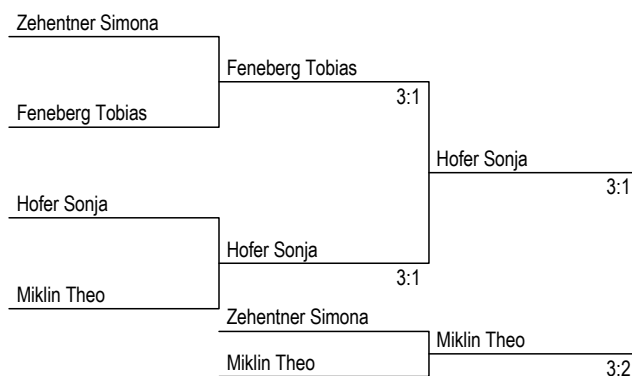 Zehentner Simona
Feneberg Tobias
3:1
Feneberg Tobias
Hofer Sonja
3:1
Hofer Sonja
Hofer Sonja
3:1
Miklin Theo
Zehentner Simona
Miklin Theo
Miklin Theo
3:2